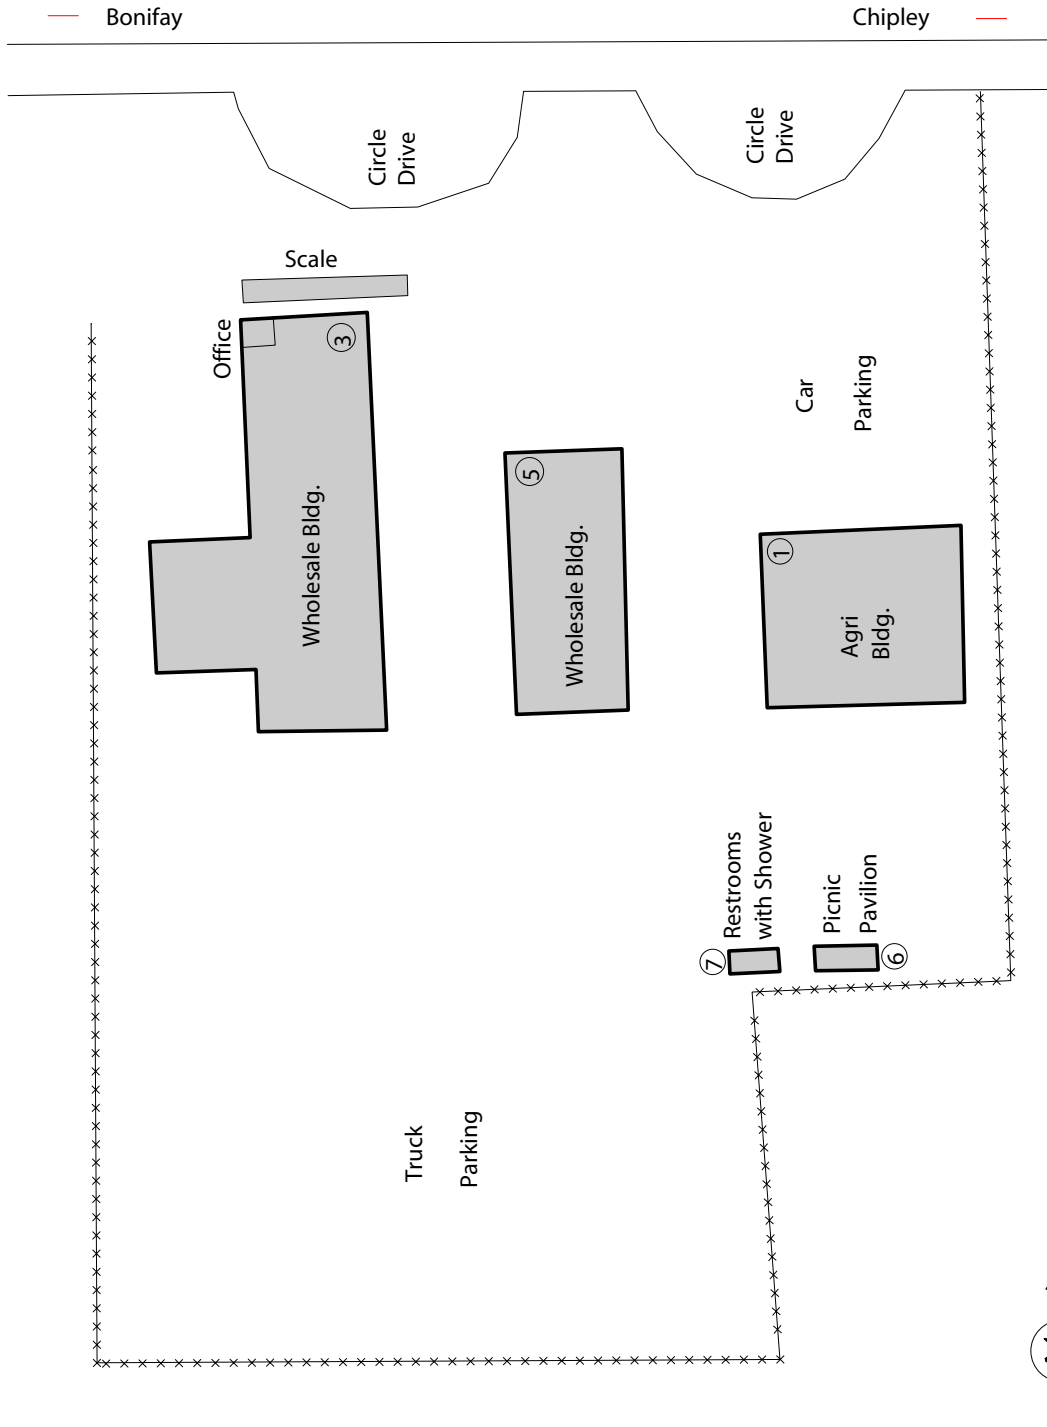 Bonifay
Chipley
Circle
Drive
Circle
Drive
Scale
Office
3
Car
Parking
5
Wholesale Bldg.
Wholesale Bldg.
1
Agri
Bldg.
Restrooms
with Shower
Picnic
Pavilion
7
6
Truck
Parking